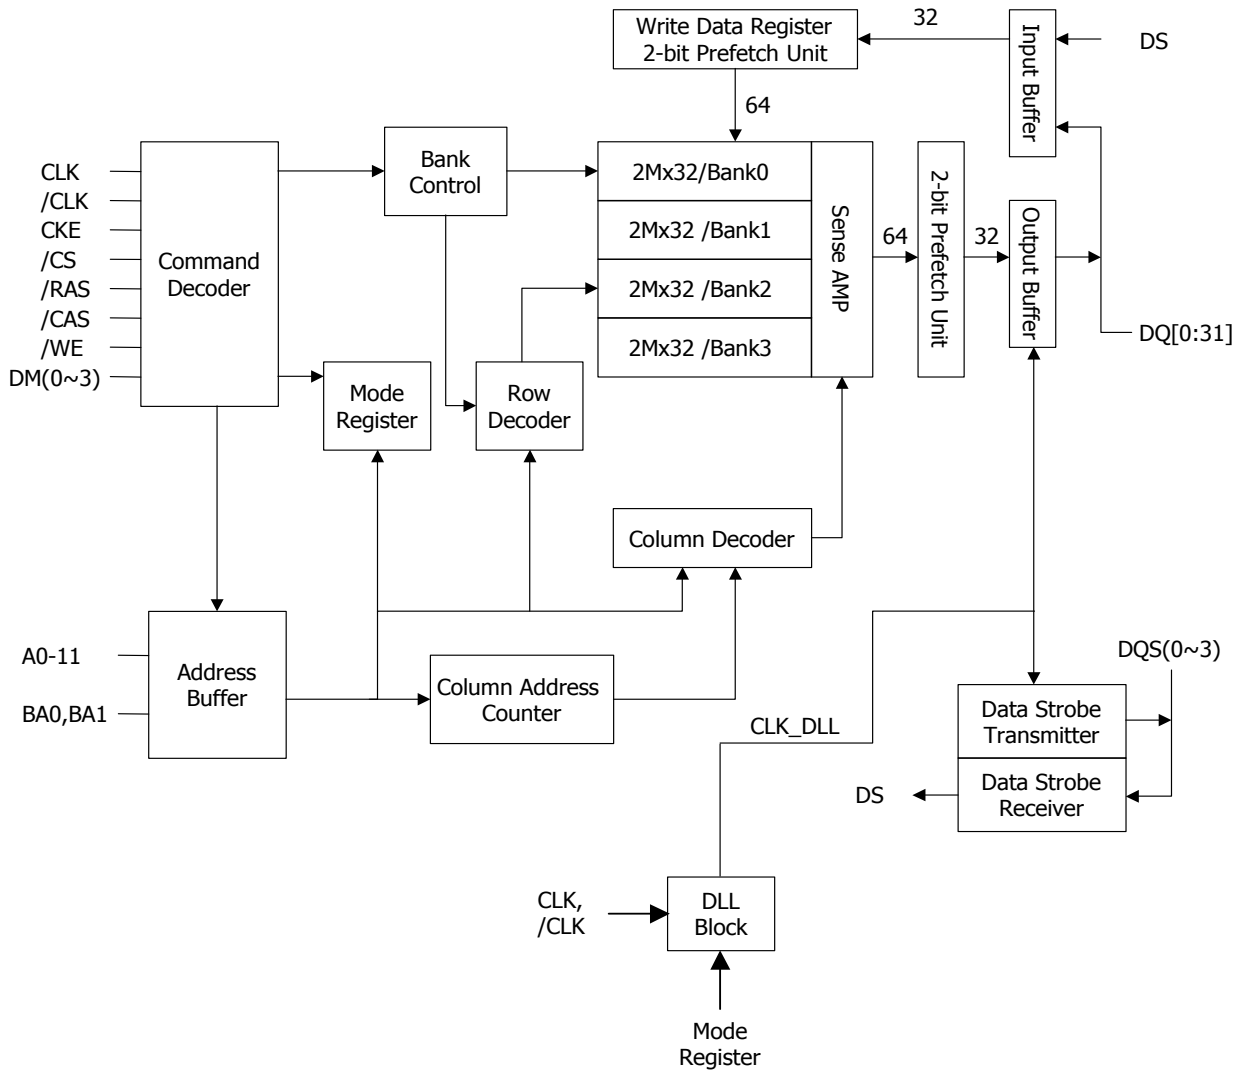 Write Data Register
2-bit Prefetch Unit
32
Input Buffer
DS
64
CLK
/CLK
CKE
/CS
/RAS
/CAS
/WE
DM(0~3)
Command
Decoder
Bank
Control
2Mx32/Bank0
2Mx32 /Bank1
2Mx32 /Bank2
2Mx32 /Bank3
Sense AMP
64
2-bit Prefetch Unit
32
Output Buffer
DQ[0:31]
Mode
Register
Row
Decoder
Column Decoder
A0-11
BA0,BA1
Address
Buffer
Column Address
Counter
CLK_DLL
DQS(0~3)
Data Strobe
Transmitter
Data Strobe
Receiver
DS
CLK,
/CLK
DLL
Block
Mode
Register